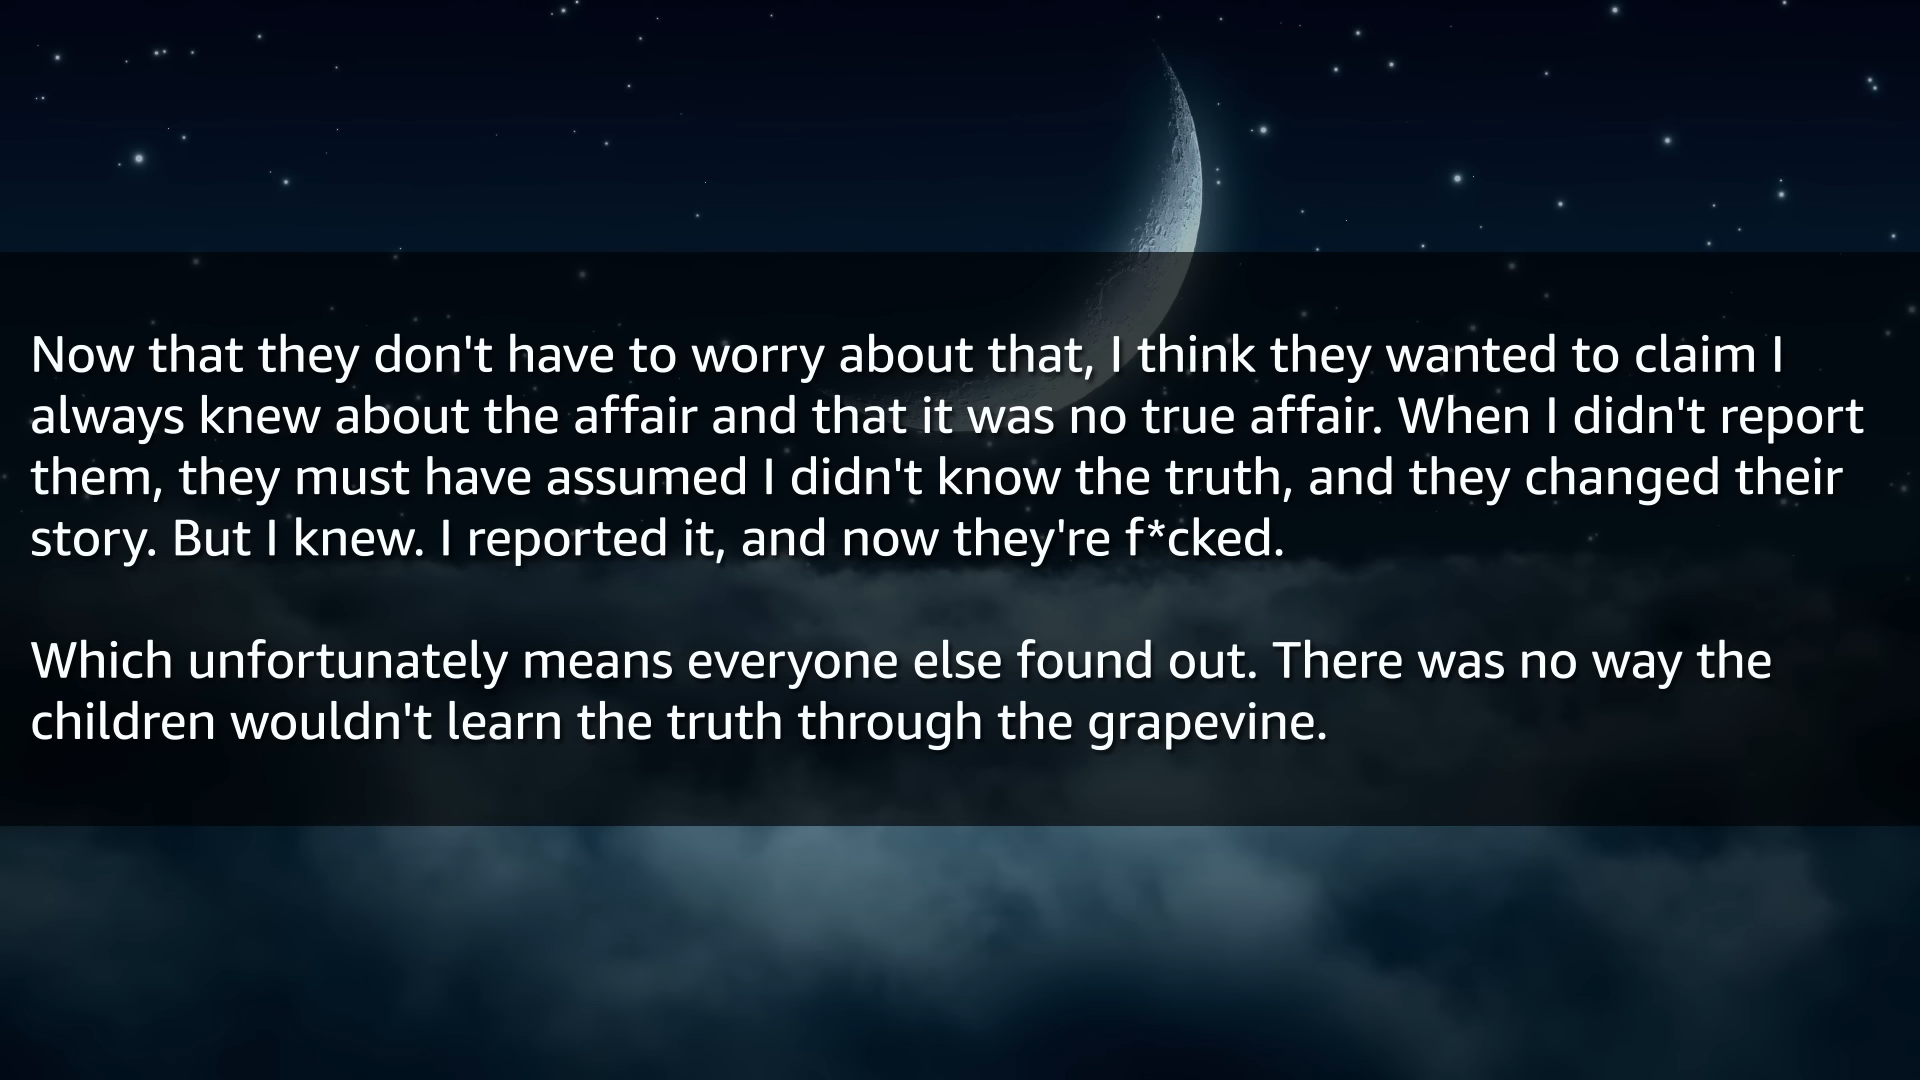 Now that they don't have to worry about that, I think they wanted to claim I
always knew about the affair and that it was no true affair. When I didn't report
them, they must have assumed I didn't know the truth, and they changed their
story. But I knew. I reported it, and now they're f*cked.
Which unfortunately means everyone else found out. There was no way the
children wouldn't learn the truth through the grapevine.